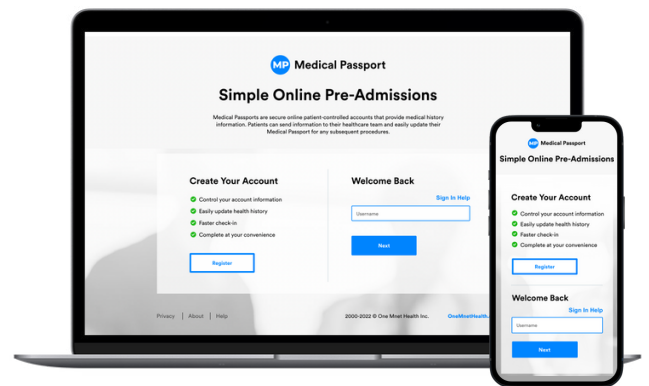 MP Medical Passport
Simple Online Pre-Admissions
Medical Passports are secure online patient-controlled accounts that provide medical history
information. Patients can send information to their healthcare team and easily update their
Medical Passport for any subsequent procedures.
Create Your Account
Control your account information
Easily update health history
Faster check-in
Complete at your convenience
Register
Welcome Back
Sign In Help
Username
Next
Privacy | About | Help
2000-2022 © One Mnet Health Inc.
OneMnetHealth.
MP Medical Passport
Simple Online Pre-Admissions
Create Your Account
Control your account information
Easily update health history
Faster check-in
Complete at your convenience
Register
Welcome Back
Sign In Help
Username
Next